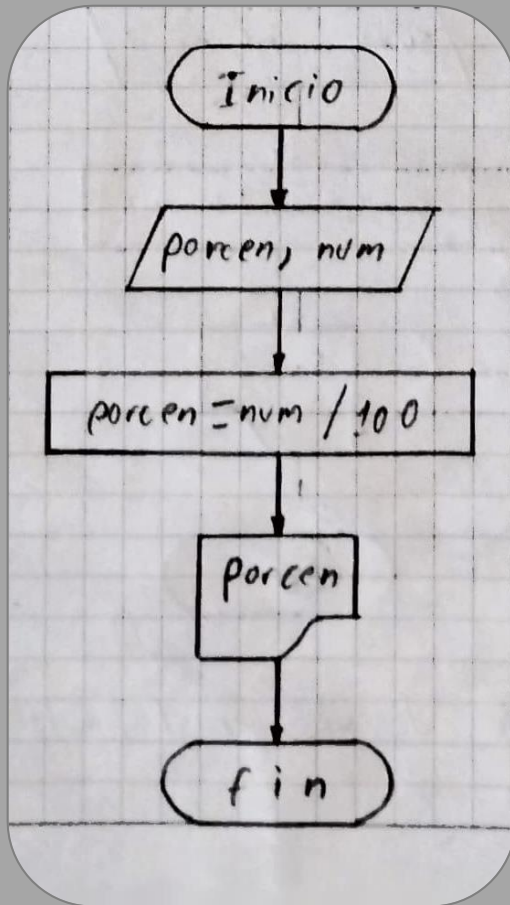 Inicio
porcen, num
porcen = num / 100
Porcen
fin